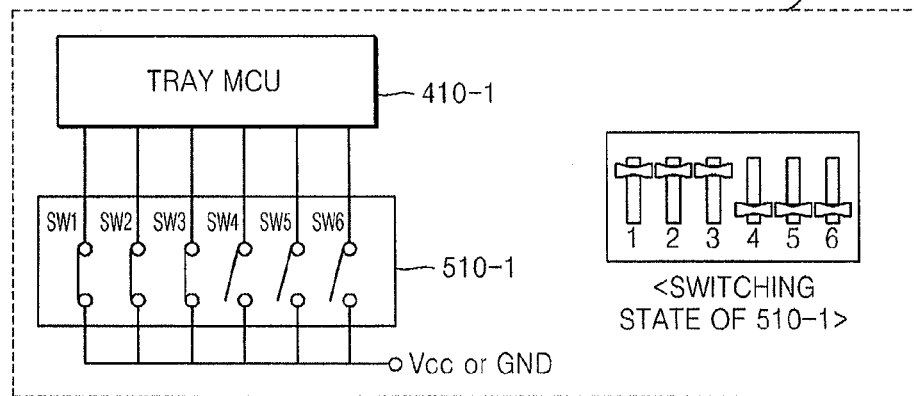 TRAY MCU
410-1
SW1 SW2 SW3 SW4 SW5 SW6
510-1
Vcc or GND
1 2 3 4 5 6
<SWITCHING
STATE OF 510-1>